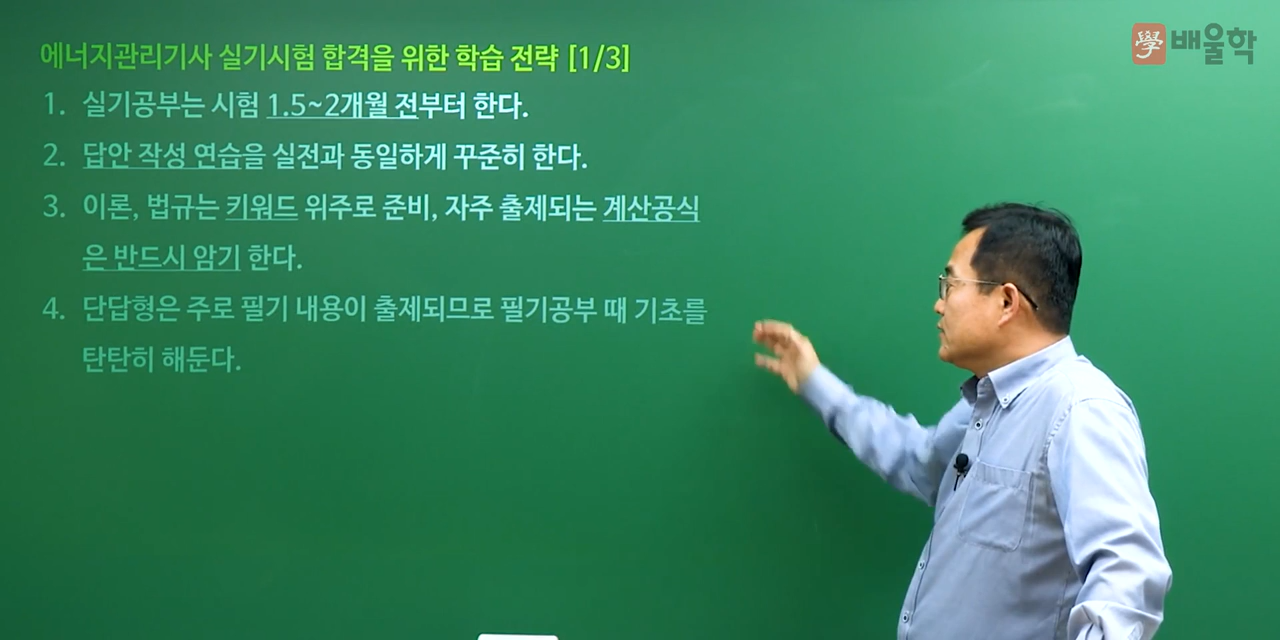 에너지관리기사 실기시험 합격을 위한 학습 전략 [1/3]
學 배울학
1. 실기공부는 시험 1.5~2개월 전부터 한다.
2. 답안 작성 연습을 실전과 동일하게 꾸준히 한다.
3. 이론, 법규는 키워드 위주로 준비, 자주 출제되는 계산공식
은 반드시 암기 한다.
4. 단답형은 주로 필기 내용이 출제되므로 필기공부 때 기초를
탄탄히 해둔다.